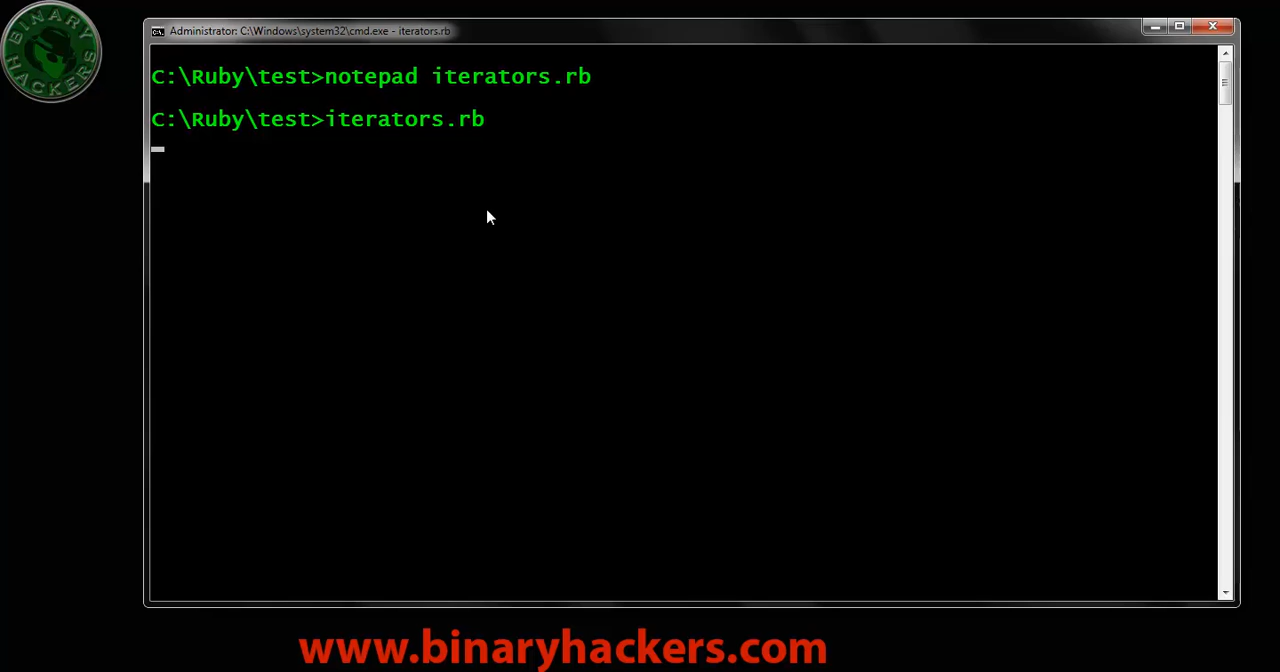 BINARY
HACKERS
Administrator: C:\Windows\system32\cmd.exe - iterators.rb
C:\Ruby\test>notepad iterators.rb
C:\Ruby\test>iterators.rb
www.binaryhackers.com